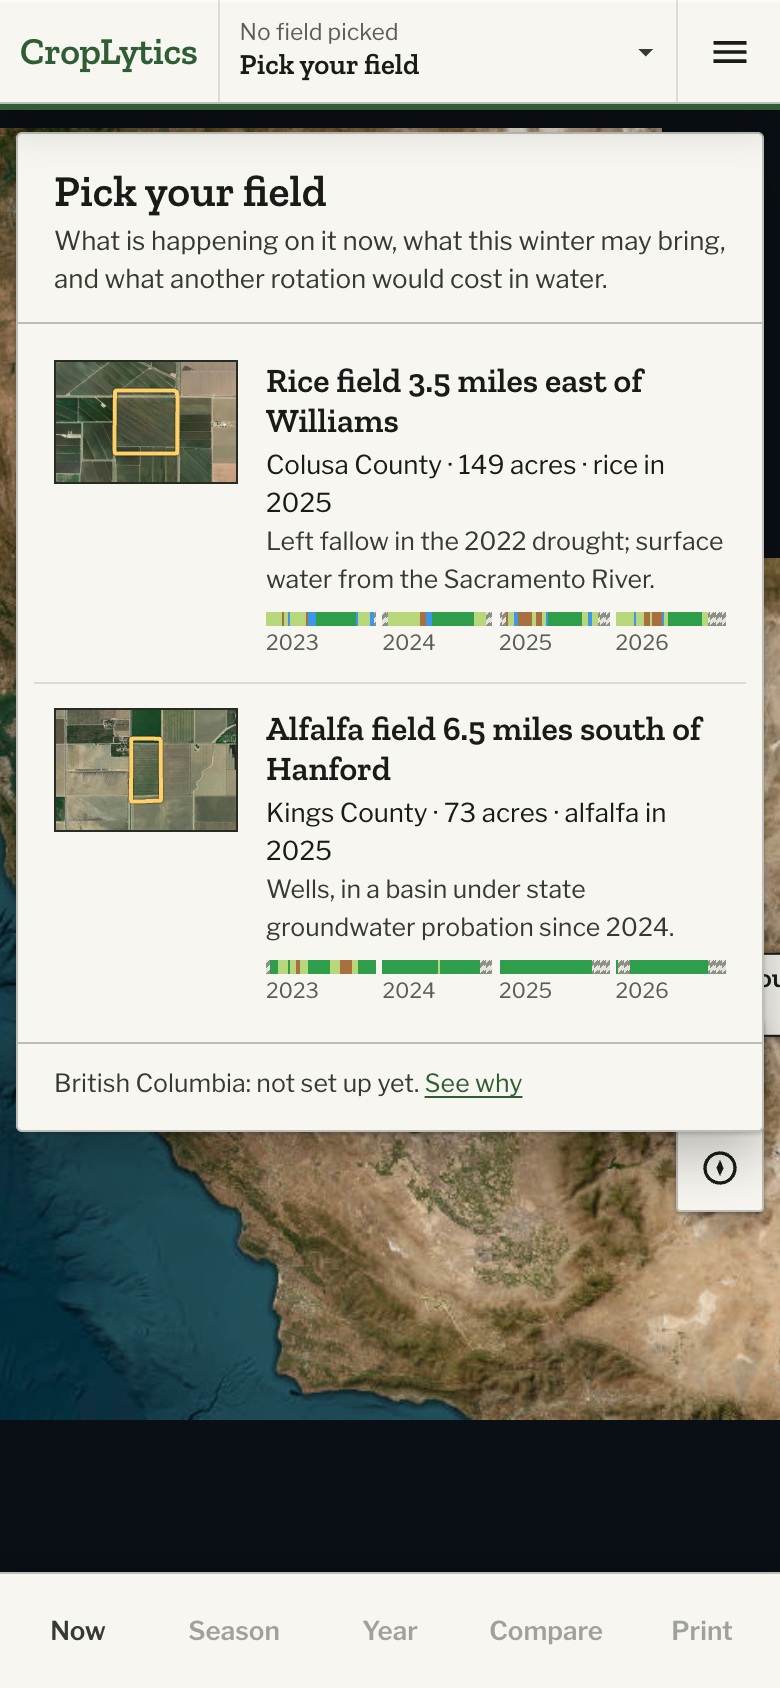 CropLytics
No field picked
Pick your field
Pick your field
What is happening on it now, what this winter may bring,
and what another rotation would cost in water.
Rice field 3.5 miles east of
Williams
Colusa County · 149 acres · rice in
2025
Left fallow in the 2022 drought; surface
water from the Sacramento River.
2023 2024 2025 2026
Alfalfa field 6.5 miles south of
Hanford
Kings County · 73 acres · alfalfa in
2025
Wells, in a basin under state
groundwater probation since 2024.
2023 2024 2025 2026
British Columbia: not set up yet. See why
Now Season Year Compare Print